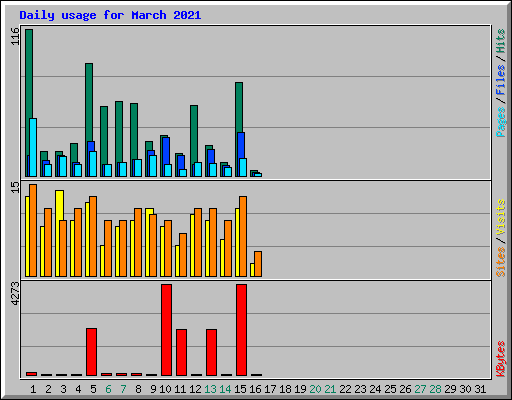 Daily usage for March 2021
116
Pages / Files / Hits
15
Sites / Visits
4273
KBytes
1 2 3 4 5 6 7 8 9 10 11 12 13 14 15 16 17 18 19 20 21 22 23 24 25 26 27 28 29 30 31